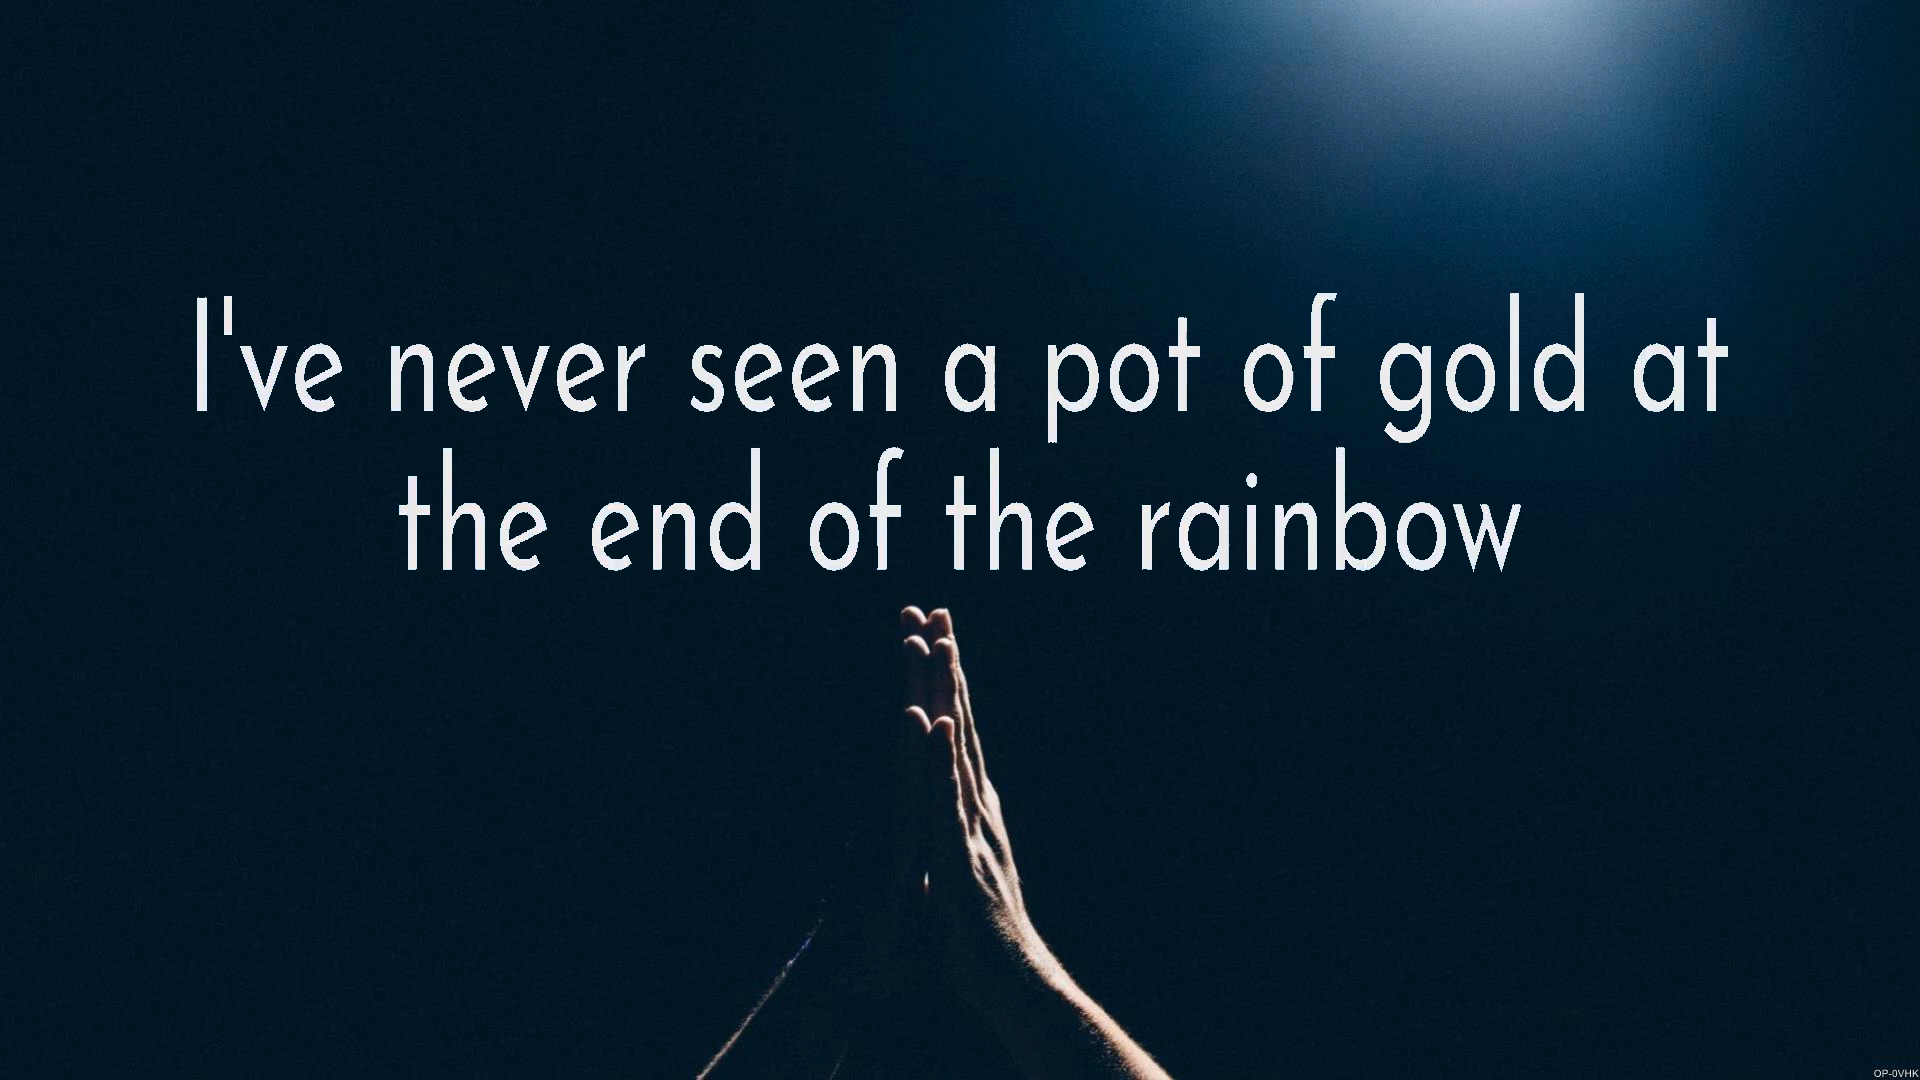 I've never seen a pot of gold at
the end of the rainbow
OP-0VHK